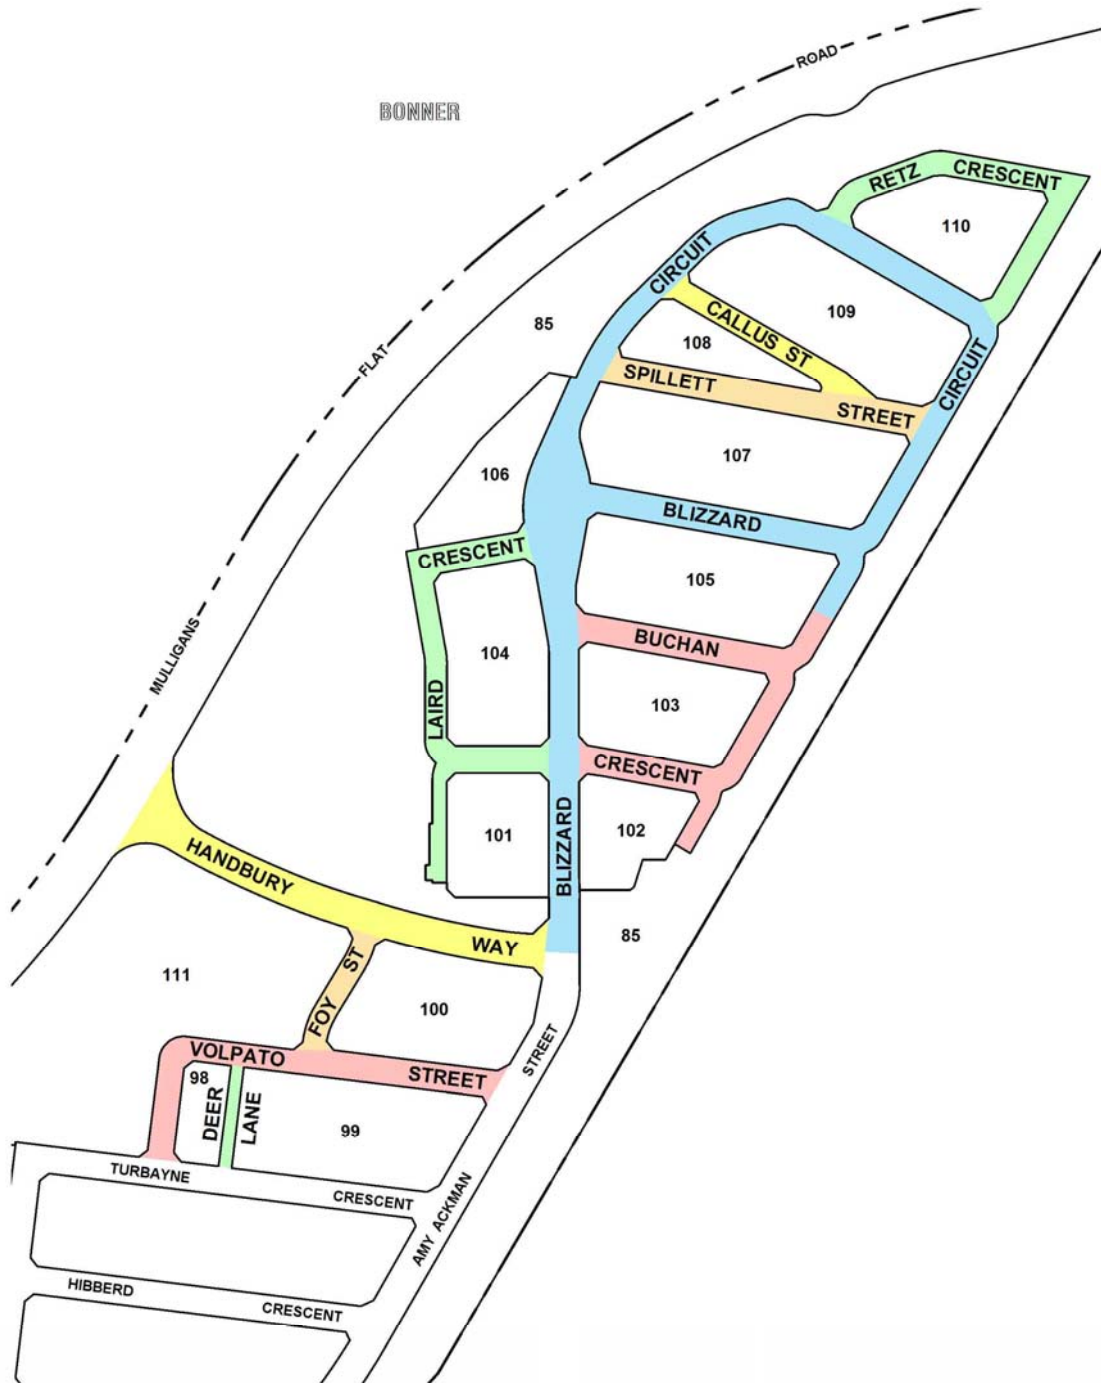 ROAD
BONNER
RETZ
CRESCENT
110
CIRCUIT
109
85
CALLUS ST
108
FLAT
SPILLETT
STREET
CIRCUIT
107
106
BLIZZARD
CRESCENT
105
BUCHAN
104
MULLIGANS
LAIRD
103
CRESCENT
BLIZZARD
101
102
HANDBURY
WAY
85
111
FOY ST
100
STREET
VOLPATO
STREET
98
DEER
LANE
99
TURBAYNE
CRESCENT
AMY ACKMAN
HIBBERD
CRESCENT